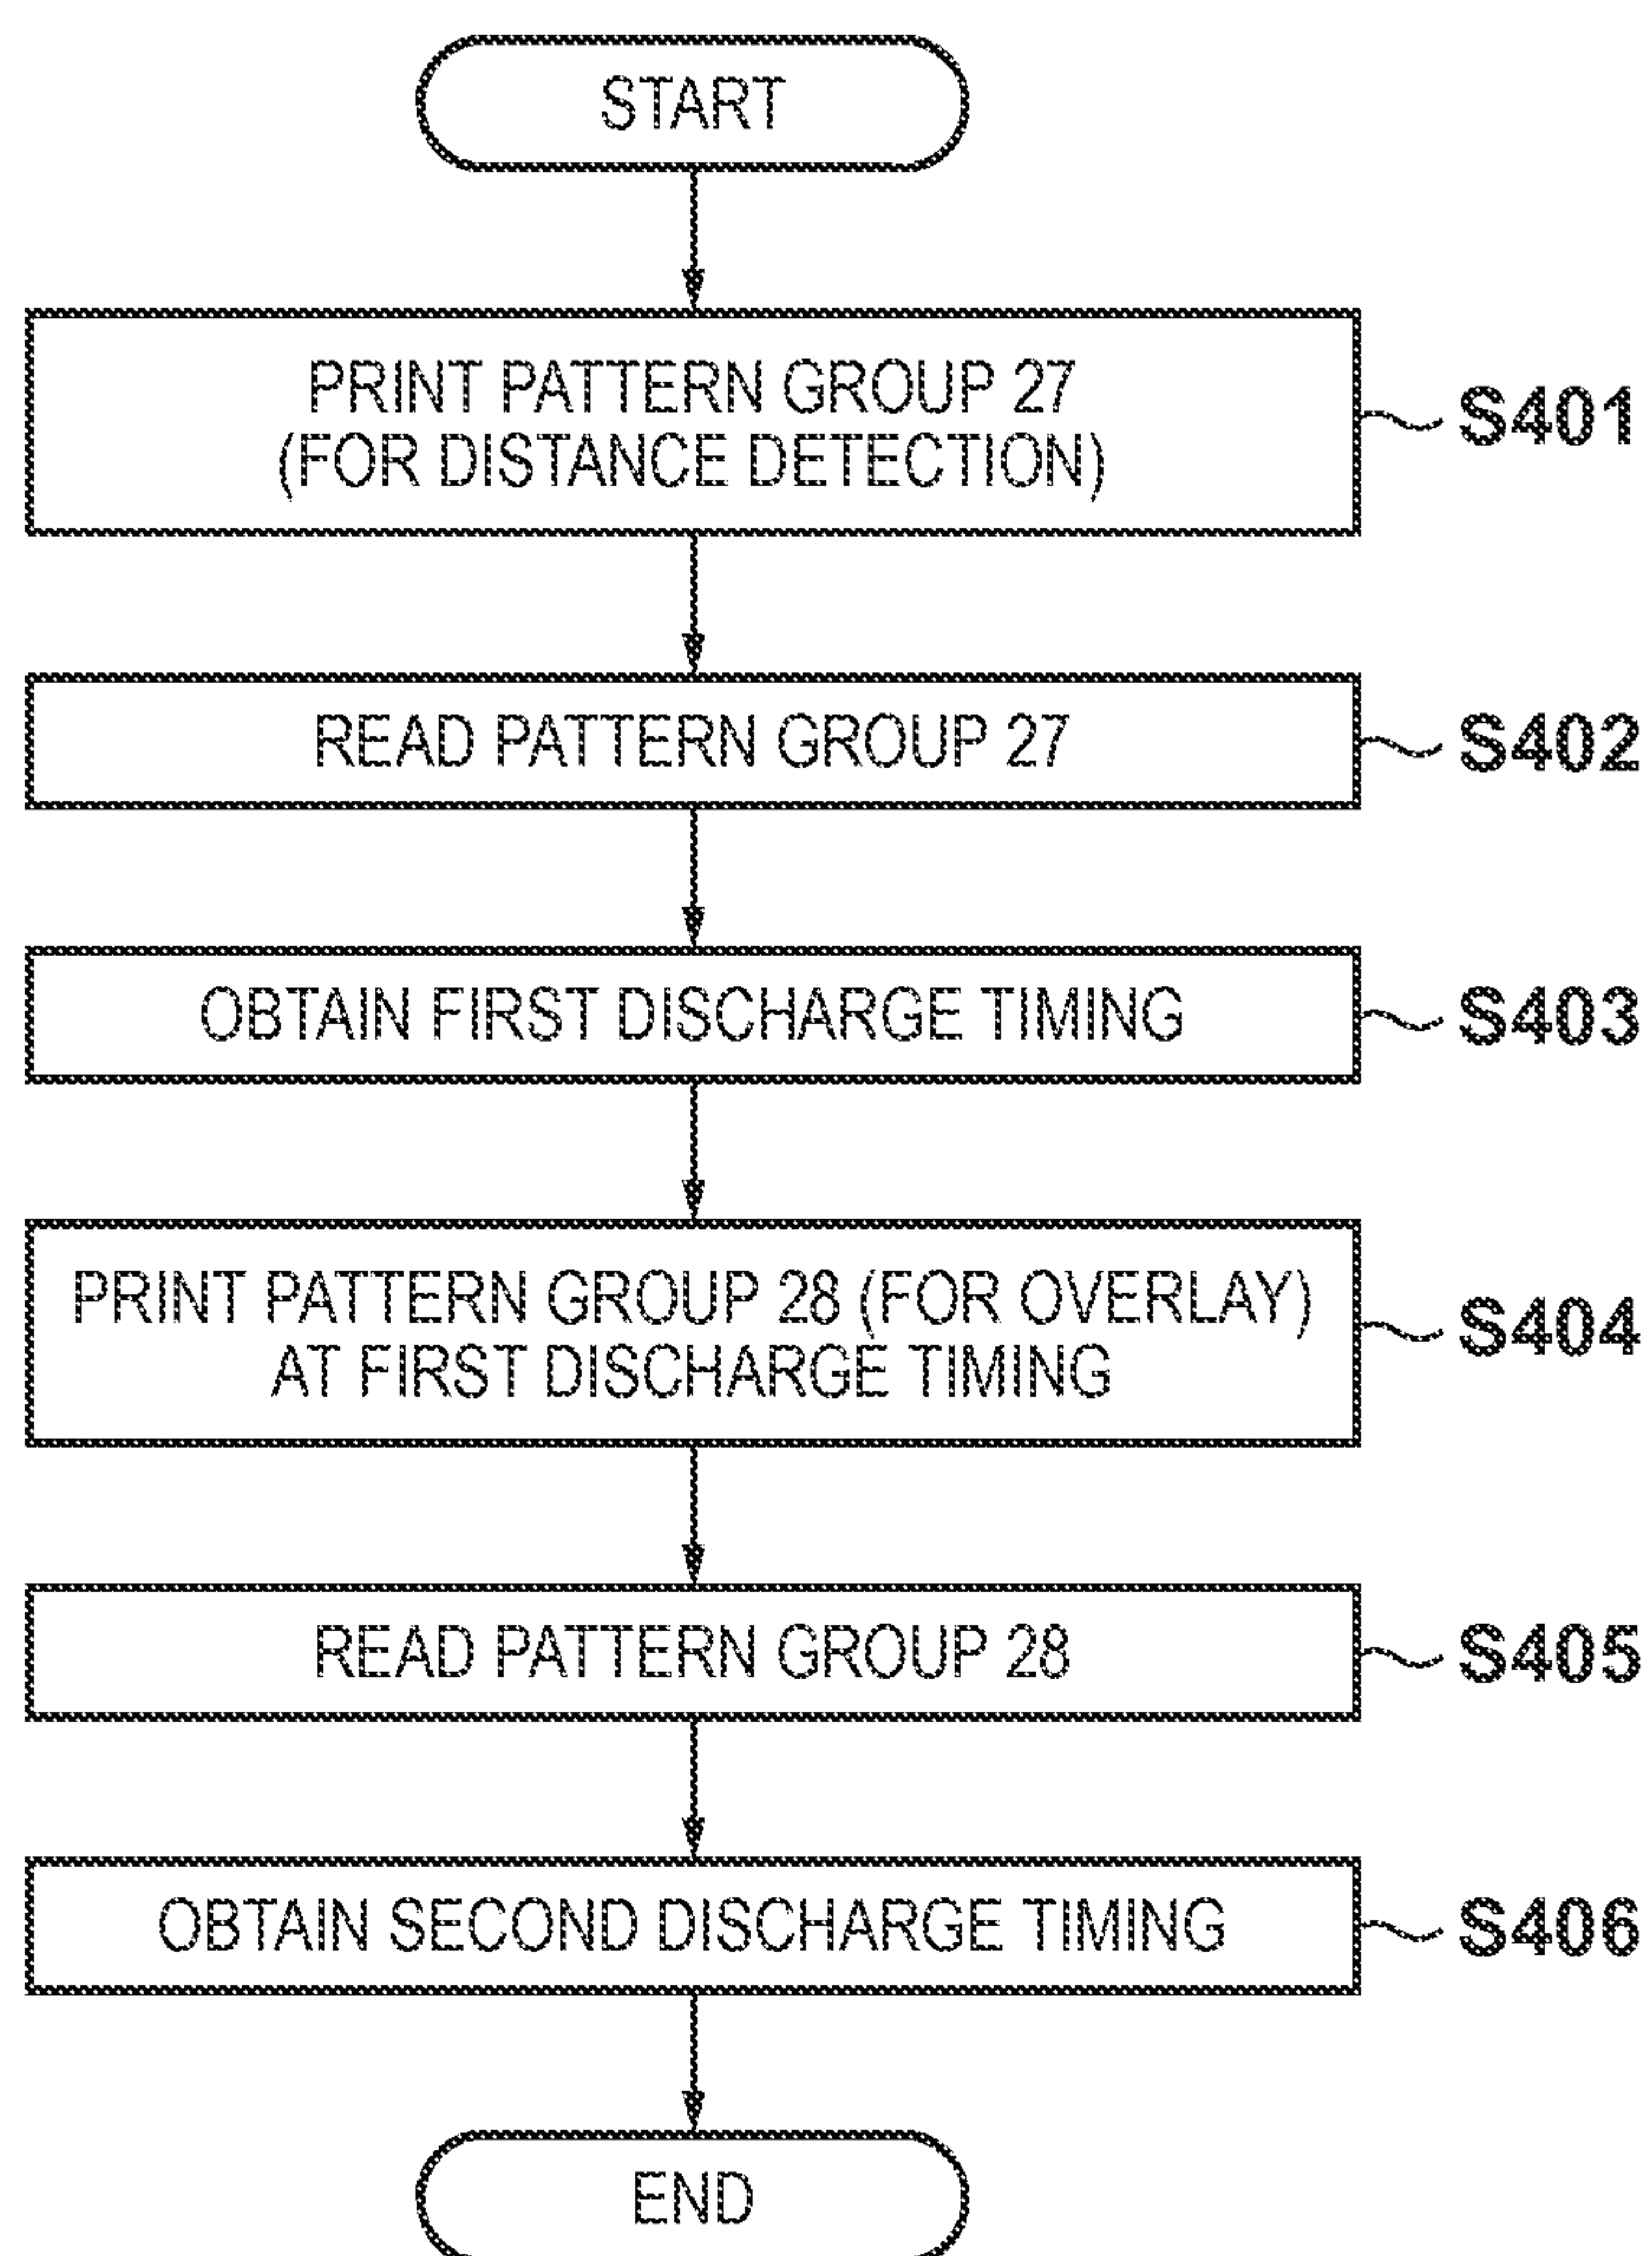 START
PRINT PATTERN GROUP 27
(FOR DISTANCE DETECTION)
S401
READ PATTERN GROUP 27
S402
OBTAIN FIRST DISCHARGE TIMING
S403
PRINT PATTERN GROUP 28 (FOR OVERLAY)
AT FIRST DISCHARGE TIMING
S404
READ PATTERN GROUP 28
S405
OBTAIN SECOND DISCHARGE TIMING
S406
END